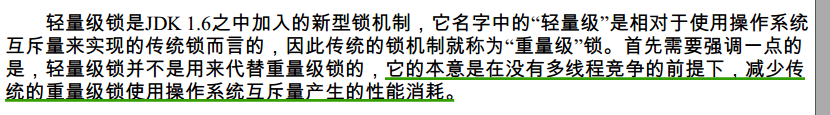 轻量级锁是JDK 1.6之中加入的新型锁机制，它名字中的“轻量级”是相对于使用操作系统
互斥量来实现的传统锁而言的，因此传统的锁机制就称为“重量级”锁。首先需要强调一点的
是，轻量级锁并不是用来代替重量级锁的，它的本意是在没有多线程竞争的前提下，减少传
统的重量级锁使用操作系统互斥量产生的性能消耗。